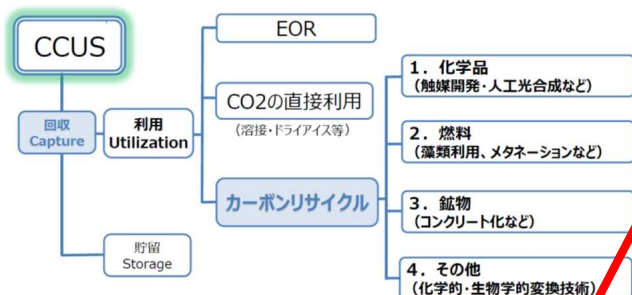 CCUS
回収
Capture
利用
Utilization
貯留
Storage
EOR
CO2の直接利用
（溶接・ドライアイス等）
カーボンリサイクル
1．化学品
（触媒開発・人工光合成など）
2．燃料
（藻類利用、メタネーションなど）
3．鉱物
（コンクリート化など）
4．その他
（化学的・生物学的変換技術）